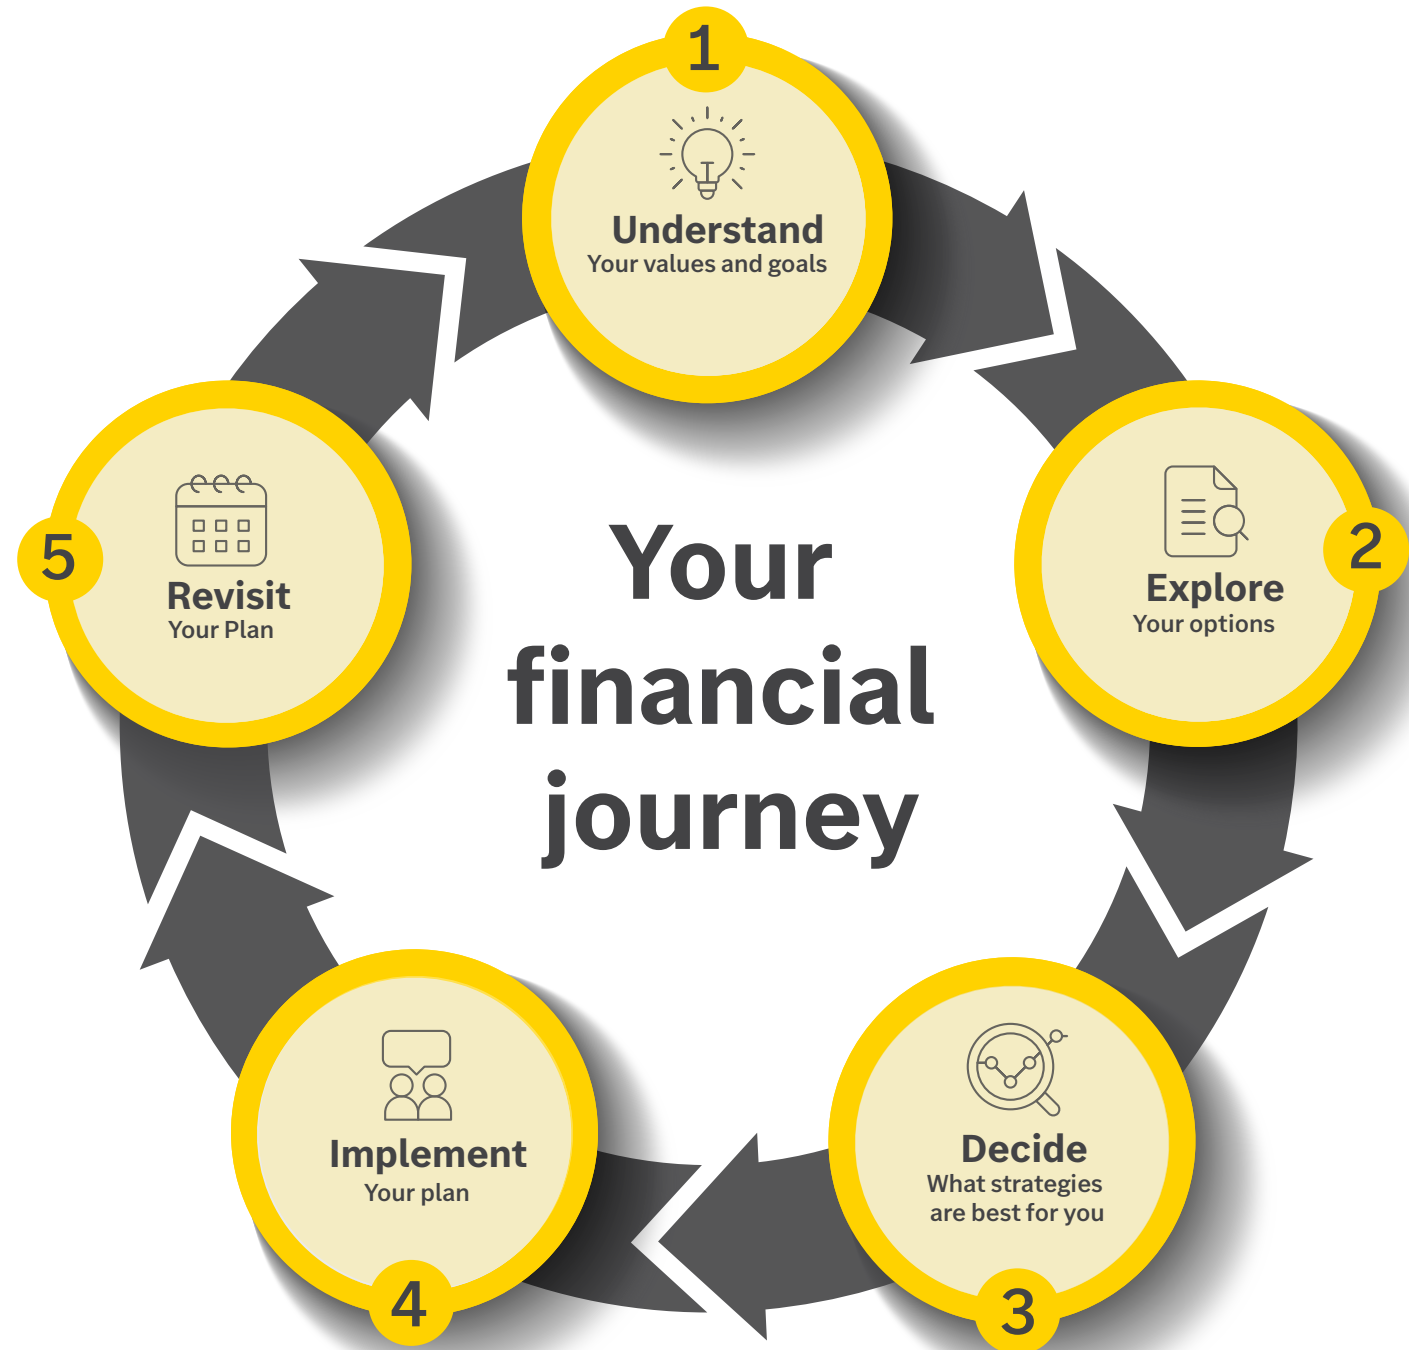 1
Understand
Your values and goals
2
Explore
Your options
3
Decide
What strategies
are best for you
4
Implement
Your plan
5
Revisit
Your Plan
Your
financial
journey